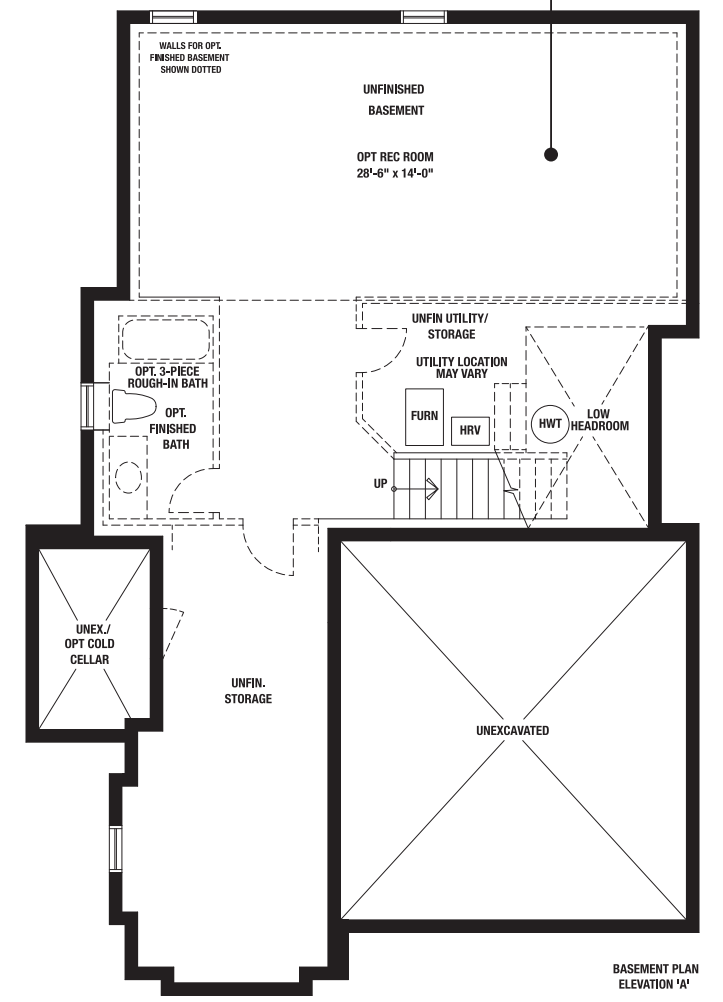 WALLS FOR OPT.
FINISHED BASEMENT
SHOWN DOTTED
UNFINISHED
BASEMENT
OPT REC ROOM
28'-6" x 14'-0"
UNFIN UTILITY/
STORAGE
UTILITY LOCATION
MAY VARY
OPT. 3-PIECE
ROUGH-IN BATH
OPT.
FINISHED
BATH
FURN
HRV
HWT
LOW
HEADROOM
UP
UNEX./
OPT COLD
CELLAR
UNFIN.
STORAGE
UNEXCAVATED
BASEMENT PLAN
ELEVATION 'A'